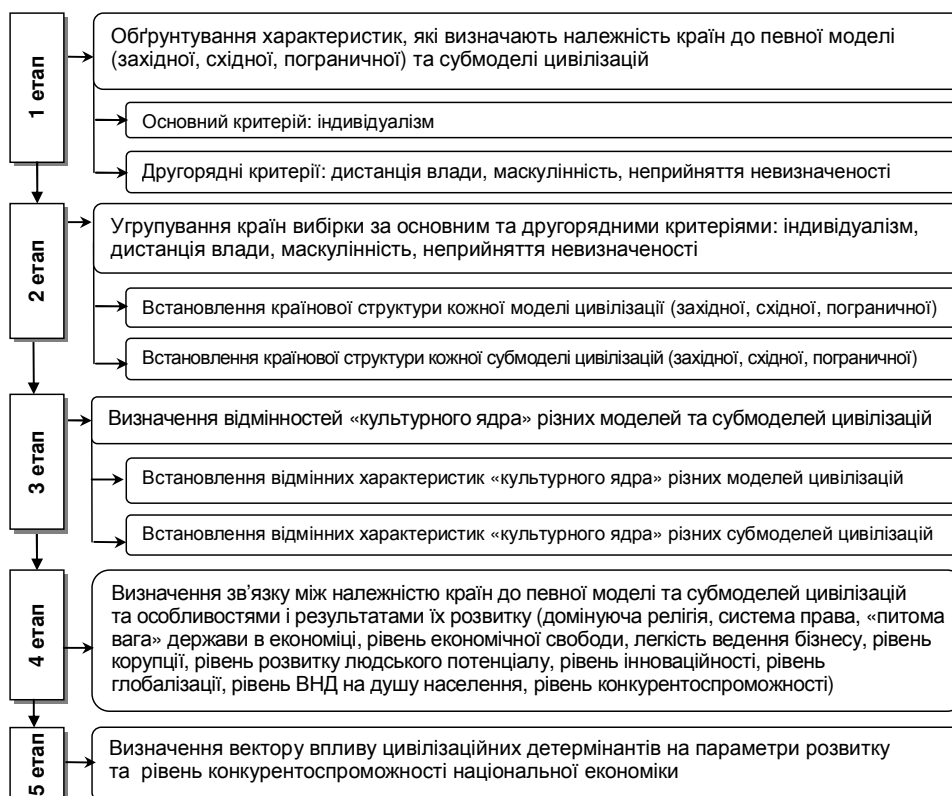 1 етап
Обґрунтування характеристик, які визначають належність країн до певної моделі
(західної, східної, пограничної) та субмоделі цивілізацій
Основний критерій: індивідуалізм
Другорядні критерії: дистанція влади, маскулінність, неприйняття невизначеності
2 етап
Угрупування країн вибірки за основним та другорядними критеріями: індивідуалізм,
дистанція влади, маскулінність, неприйняття невизначеності
Встановлення країнової структури кожної моделі цивілізації (західної, східної, пограничної)
Встановлення країнової структури кожної субмоделі цивілізацій (західної, східної, пограничної)
3 етап
Визначення відмінностей «культурного ядра» різних моделей та субмоделей цивілізацій
Встановлення відмінних характеристик «культурного ядра» різних моделей цивілізацій
Встановлення відмінних характеристик «культурного ядра» різних субмоделей цивілізацій
4 етап
Визначення зв’язку між належністю країн до певної моделі та субмоделей цивілізацій
та особливостями і результатами їх розвитку (домінуюча релігія, система права, «питома
вага» держави в економіці, рівень економічної свободи, легкість ведення бізнесу, рівень
корупції, рівень розвитку людського потенціалу, рівень інноваційності, рівень
глобалізації, рівень ВНД на душу населення, рівень конкурентоспроможності)
5 етап
Визначення вектору впливу цивілізаційних детермінантів на параметри розвитку
та рівень конкурентоспроможності національної економіки